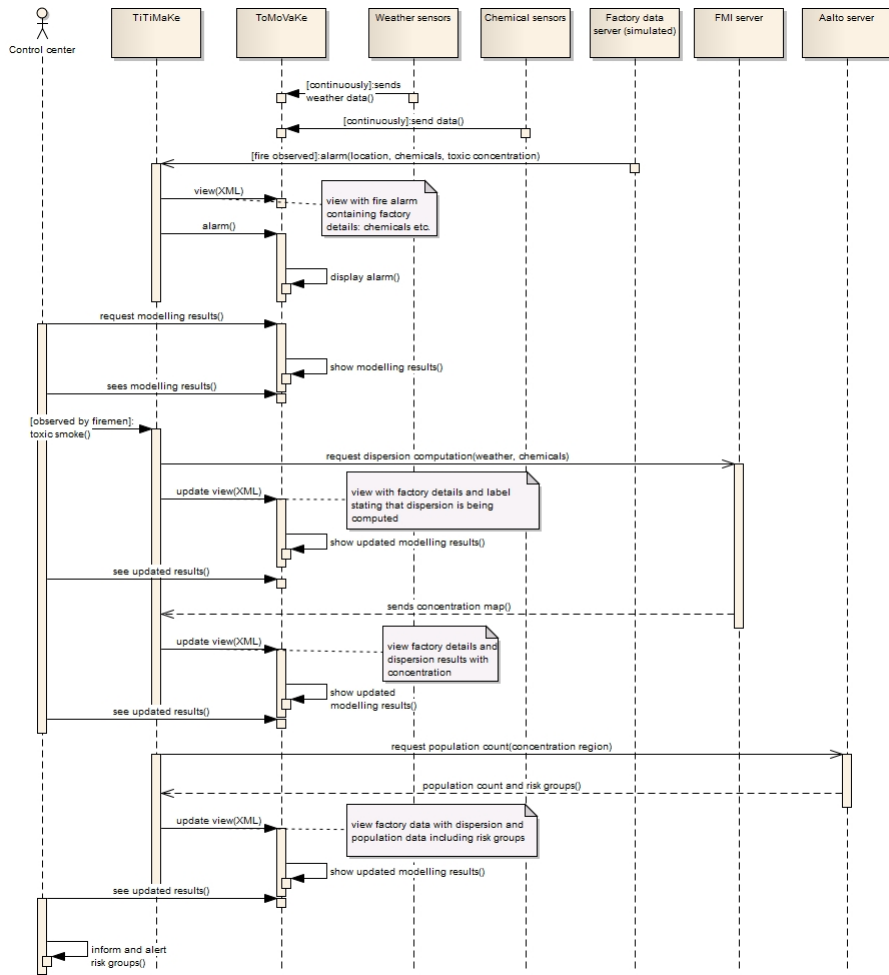 TiTiMaKe
ToMoVaKe
Weather sensors
Chemical sensors
Factory data
server (simulated)
FMI server
Aalto server
Control center
[continuously]:sends
weather data()
[continuously]:send data()
[fire observed]:alarm(location, chemicals, toxic concentration)
view(XML)
view with fire alarm
containing factory
details: chemicals etc.
alarm()
display alarm()
request modelling results()
show modelling results()
sees modelling results()
[observed by firemen]:
toxic smoke()
request dispersion computation(weather, chemicals)
update view(XML)
view with factory details and label
stating that dispersion is being
computed
show updated modelling results()
see updated results()
sends concentration map()
update view(XML)
view factory details and
dispersion results with
concentration
show updated
modelling results()
see updated results()
request population count(concentration region)
population count and risk groups()
update view(XML)
view factory data with dispersion and
population data including risk groups
show updated modelling results()
see updated results()
inform and alert
risk groups()